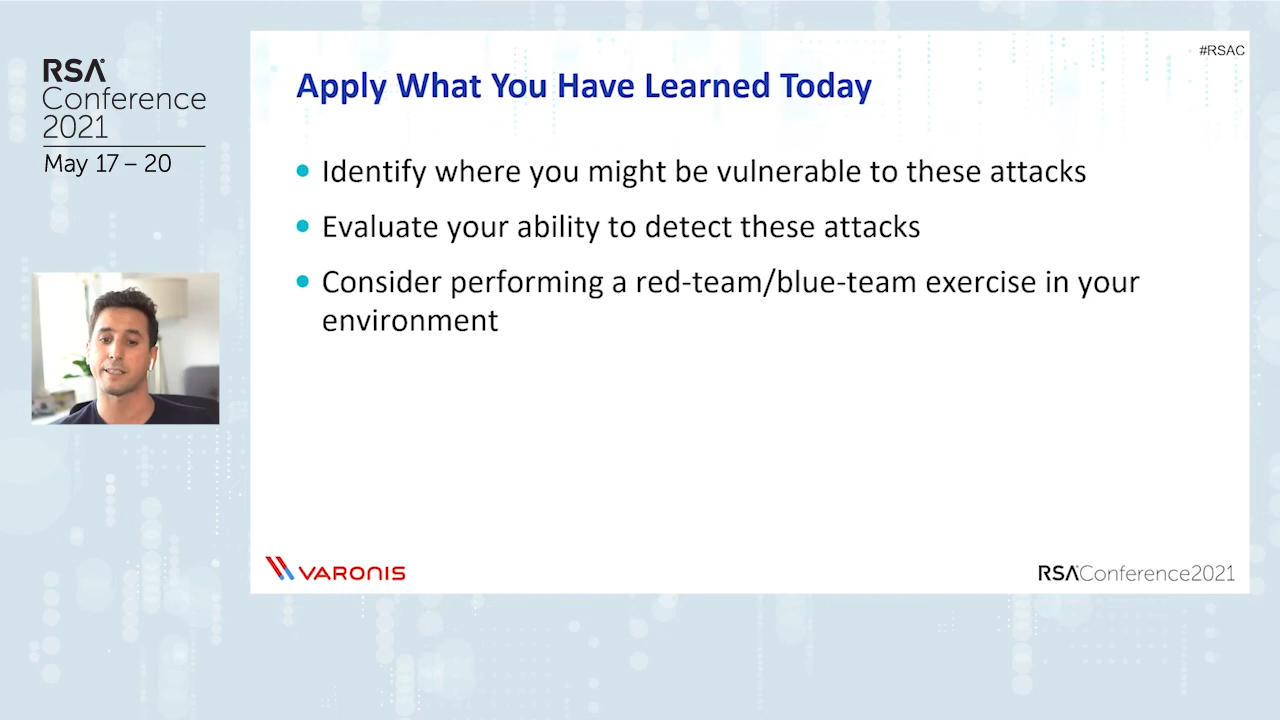 RSA
Conference
2021
May 17 – 20
#RSAC
Apply What You Have Learned Today
• Identify where you might be vulnerable to these attacks
• Evaluate your ability to detect these attacks
• Consider performing a red-team/blue-team exercise in your
environment
VARONIS
RSAConference2021